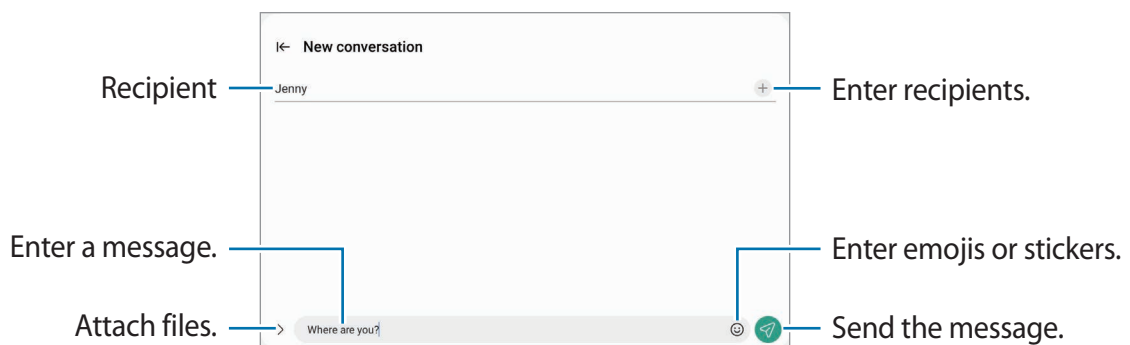 New conversation
Recipient
Jenny
Enter recipients.
Enter a message.
Enter emojis or stickers.
Attach files.
Where are you?
Send the message.